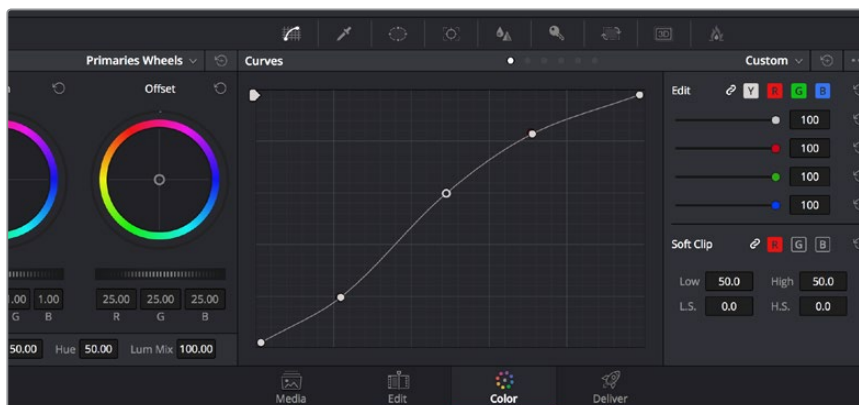 3D
Primaries Wheels
Curves
Custom
Offset
Edit Y R G B
100
100
100
100
Soft Clip R G B
1.00 1.00 25.00 25.00 25.00
G B R G B
Low 50.0 High 50.0
L.S. 0.0 H.S. 0.0
50.00 Hue 50.00 Lum Mix 100.00
Media Edit Color Deliver